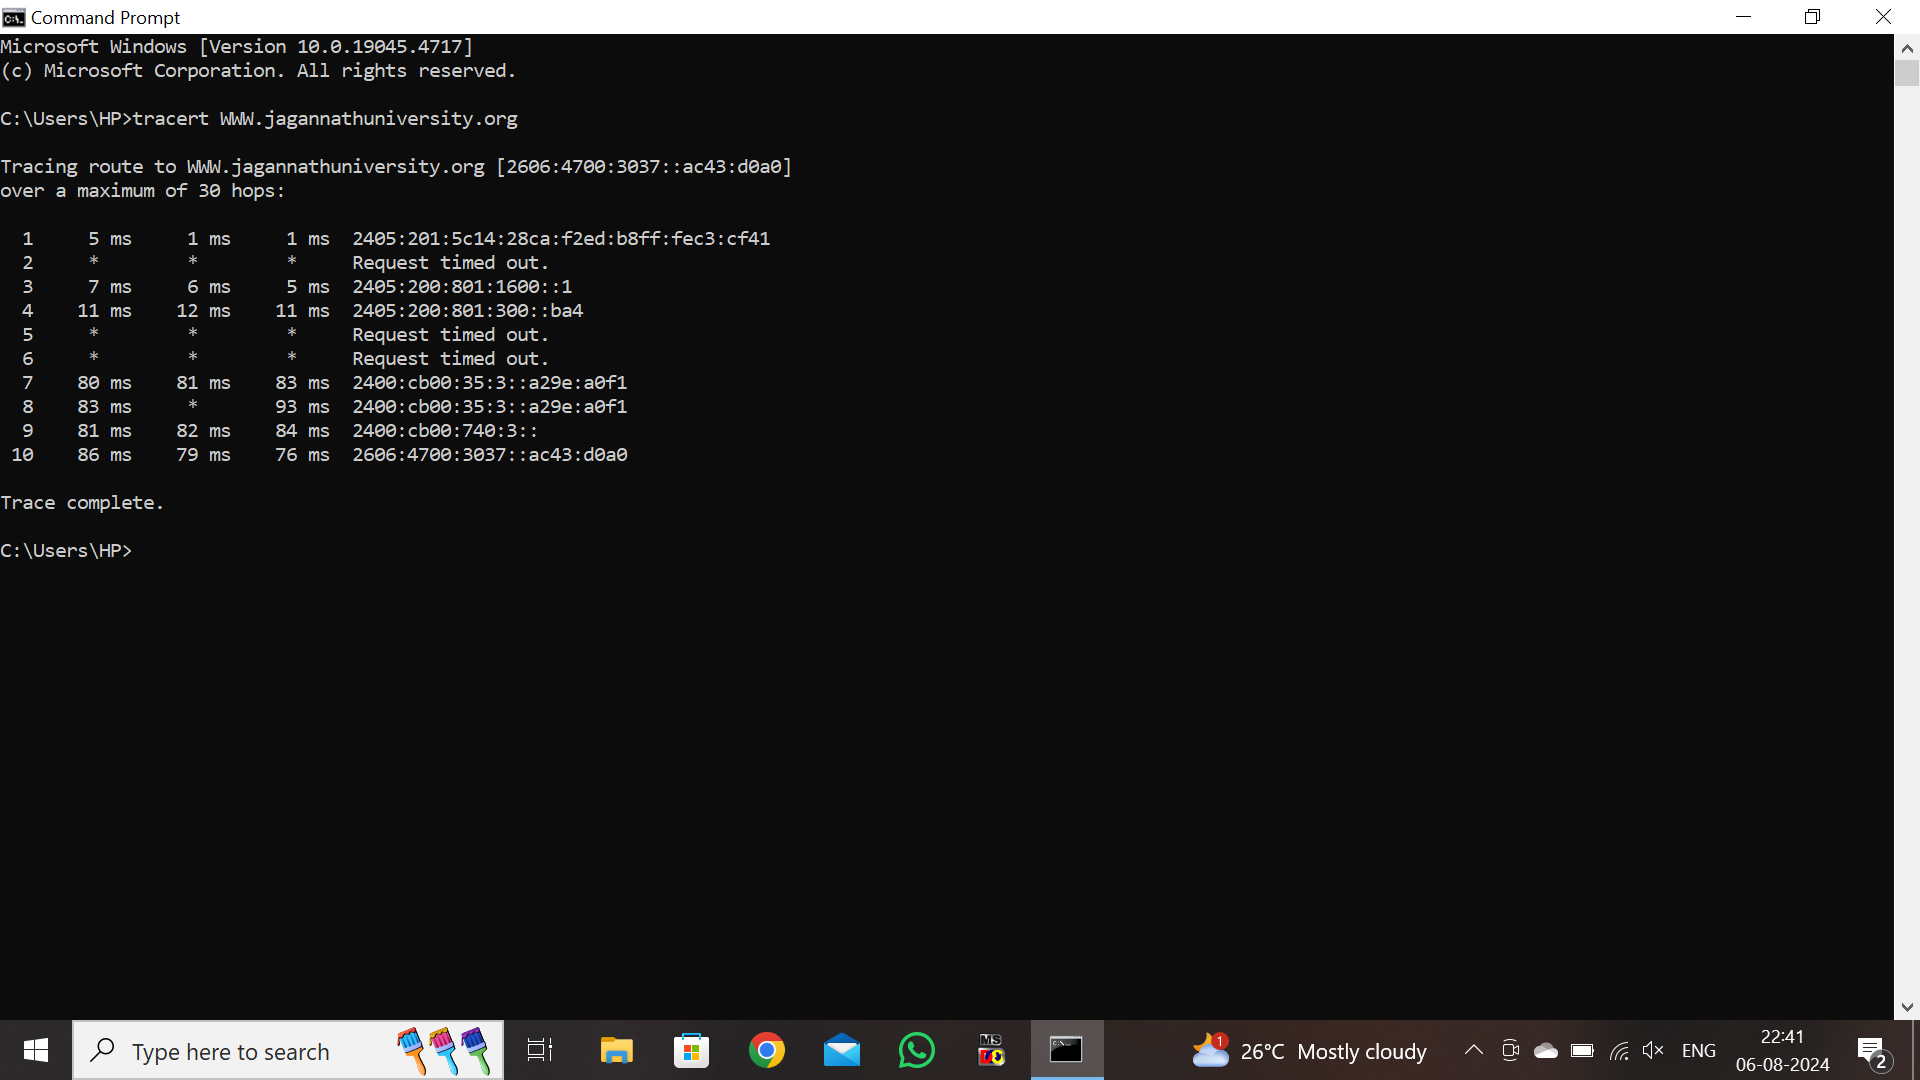 Command Prompt
Microsoft Windows [Version 10.0.19045.4717]
(c) Microsoft Corporation. All rights reserved.
C:\Users\HP>tracert WWW.jagannathuniversity.org
Tracing route to WWW.jagannathuniversity.org [2606:4700:3037::ac43:d0a0]
over a maximum of 30 hops:
1 5 ms 1 ms 1 ms 2405:201:5c14:28ca:f2ed:b8ff:fec3:cf41
2 * * * Request timed out.
3 7 ms 6 ms 5 ms 2405:200:801:1600::1
4 11 ms 12 ms 11 ms 2405:200:801:300::ba4
5 * * * Request timed out.
6 * * * Request timed out.
7 80 ms 81 ms 83 ms 2400:cb00:35:3::a29e:a0f1
8 83 ms * 93 ms 2400:cb00:35:3::a29e:a0f1
9 81 ms 82 ms 84 ms 2400:cb00:740:3::
10 86 ms 79 ms 76 ms 2606:4700:3037::ac43:d0a0
Trace complete.
C:\Users\HP>
Type here to search
MS
1
26°C Mostly cloudy
ENG
22:41
06-08-2024
2